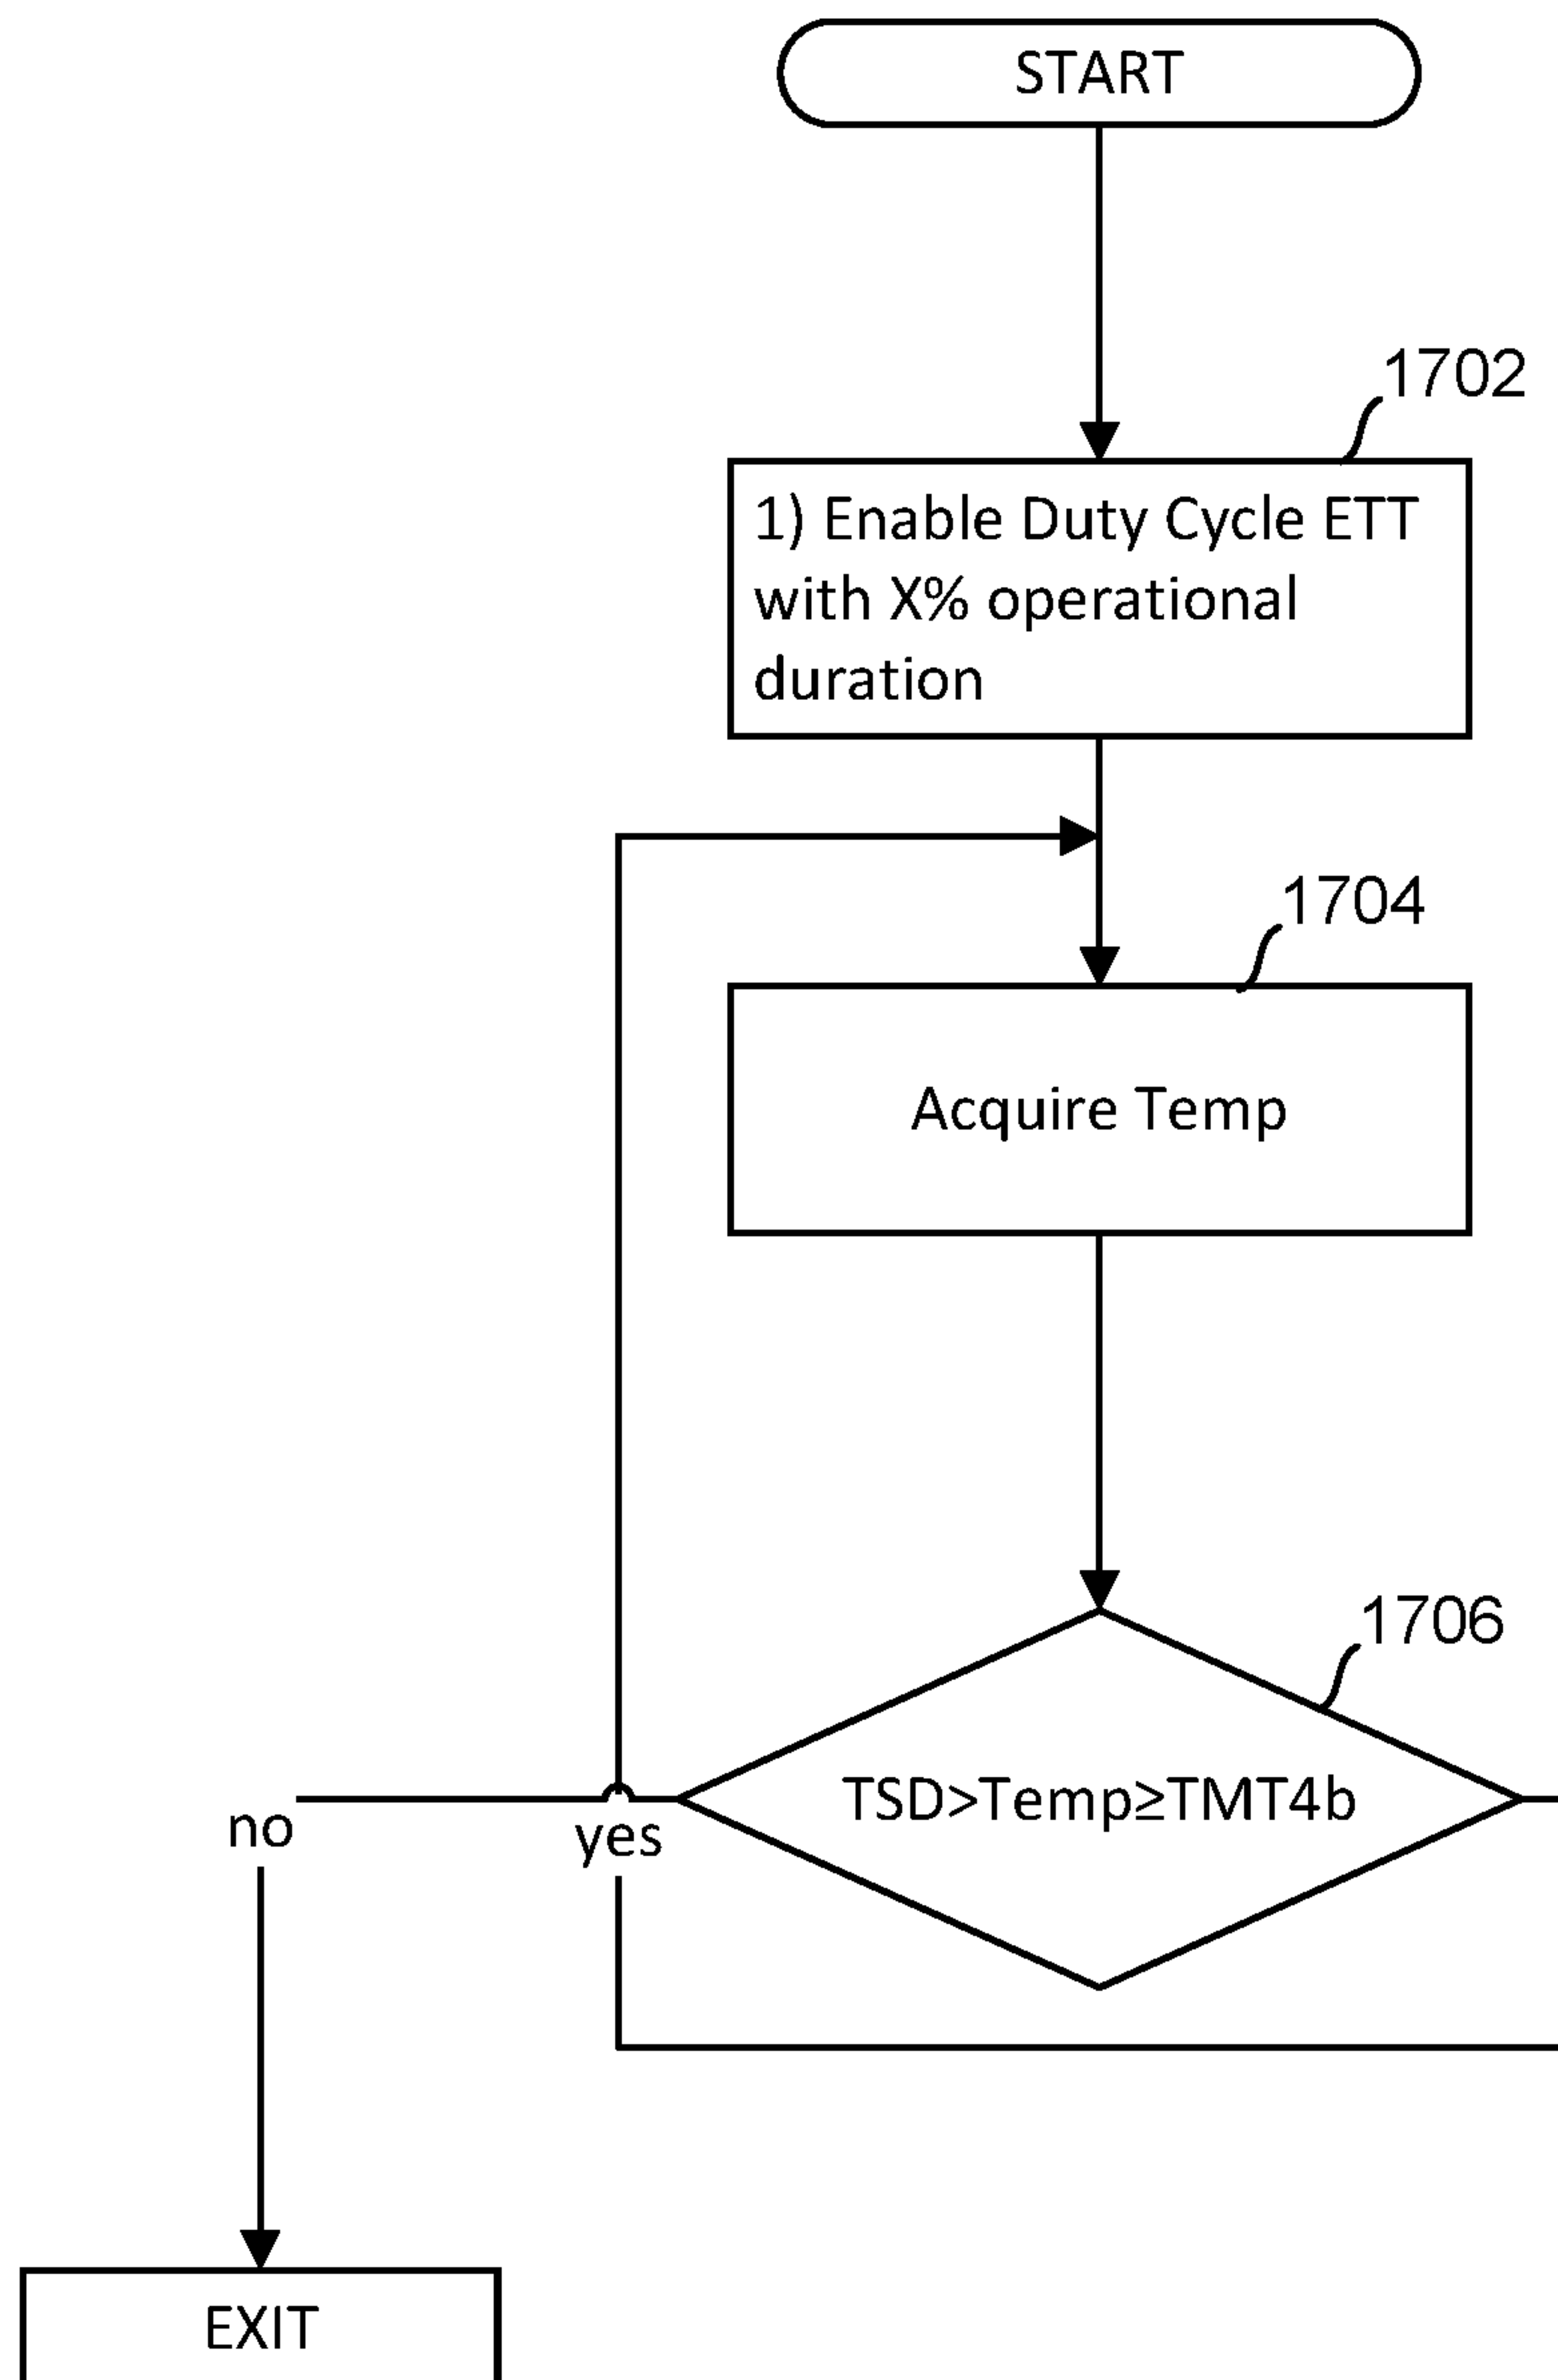 START
1702
1) Enable Duty Cycle ETT
with X% operational
duration
1704
Acquire Temp
1706
TSD>Temp≥TMT4b
no
yes
EXIT